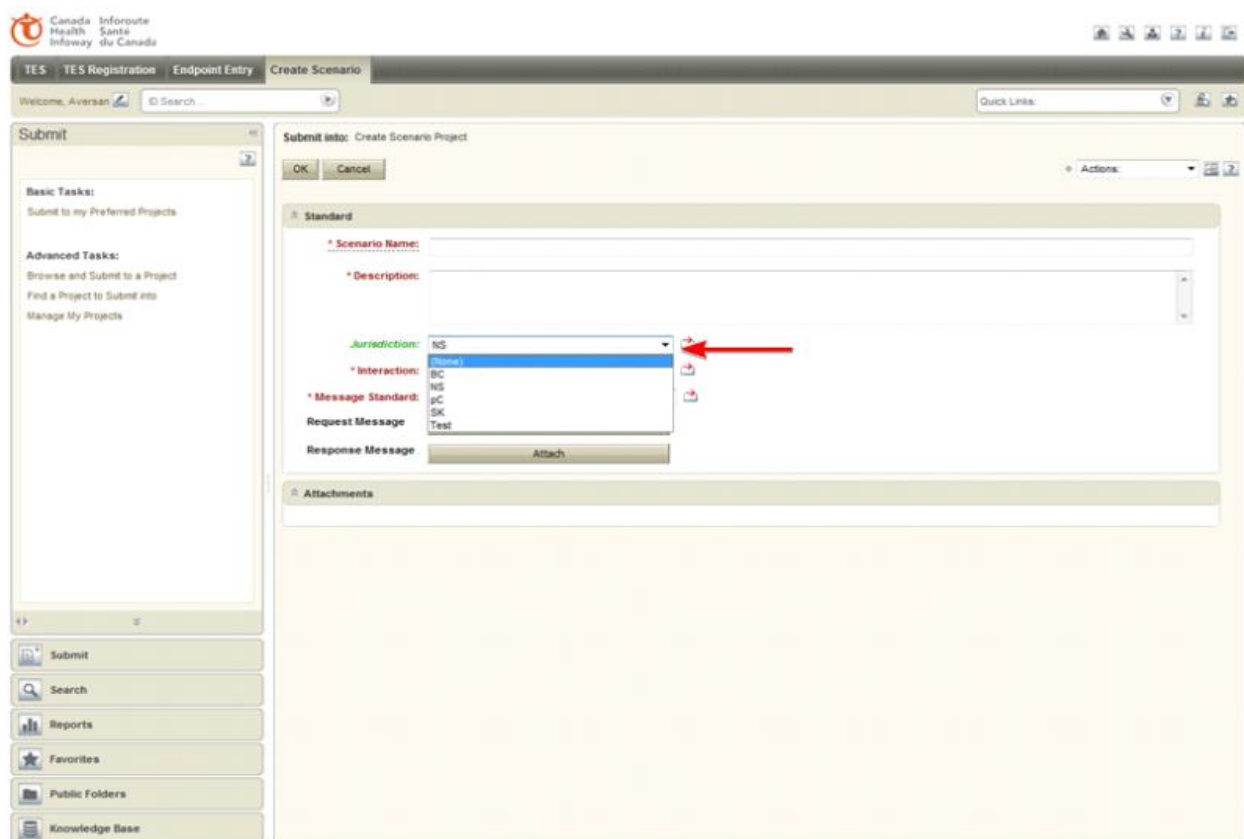 Canada Inforoute
Health Santé
Infoway du Canada
TES TES Registration Endpoint Entry Create Scenario
Welcome, Aversan ID Search... Quick Links:
Submit
Basic Tasks:
Submit to my Preferred Projects
Advanced Tasks:
Browse and Submit to a Project
Find a Project to Submit into
Manage My Projects
Submit
Search
Reports
Favorites
Public Folders
Knowledge Base
Submit into: Create Scenario Project
OK Cancel Actions:
Standard
* Scenario Name:
* Description:
Jurisdiction: NS
(None)
* Interaction: BC
NS
* Message Standard: pC
SK
Request Message Test
Response Message Attach
Attachments